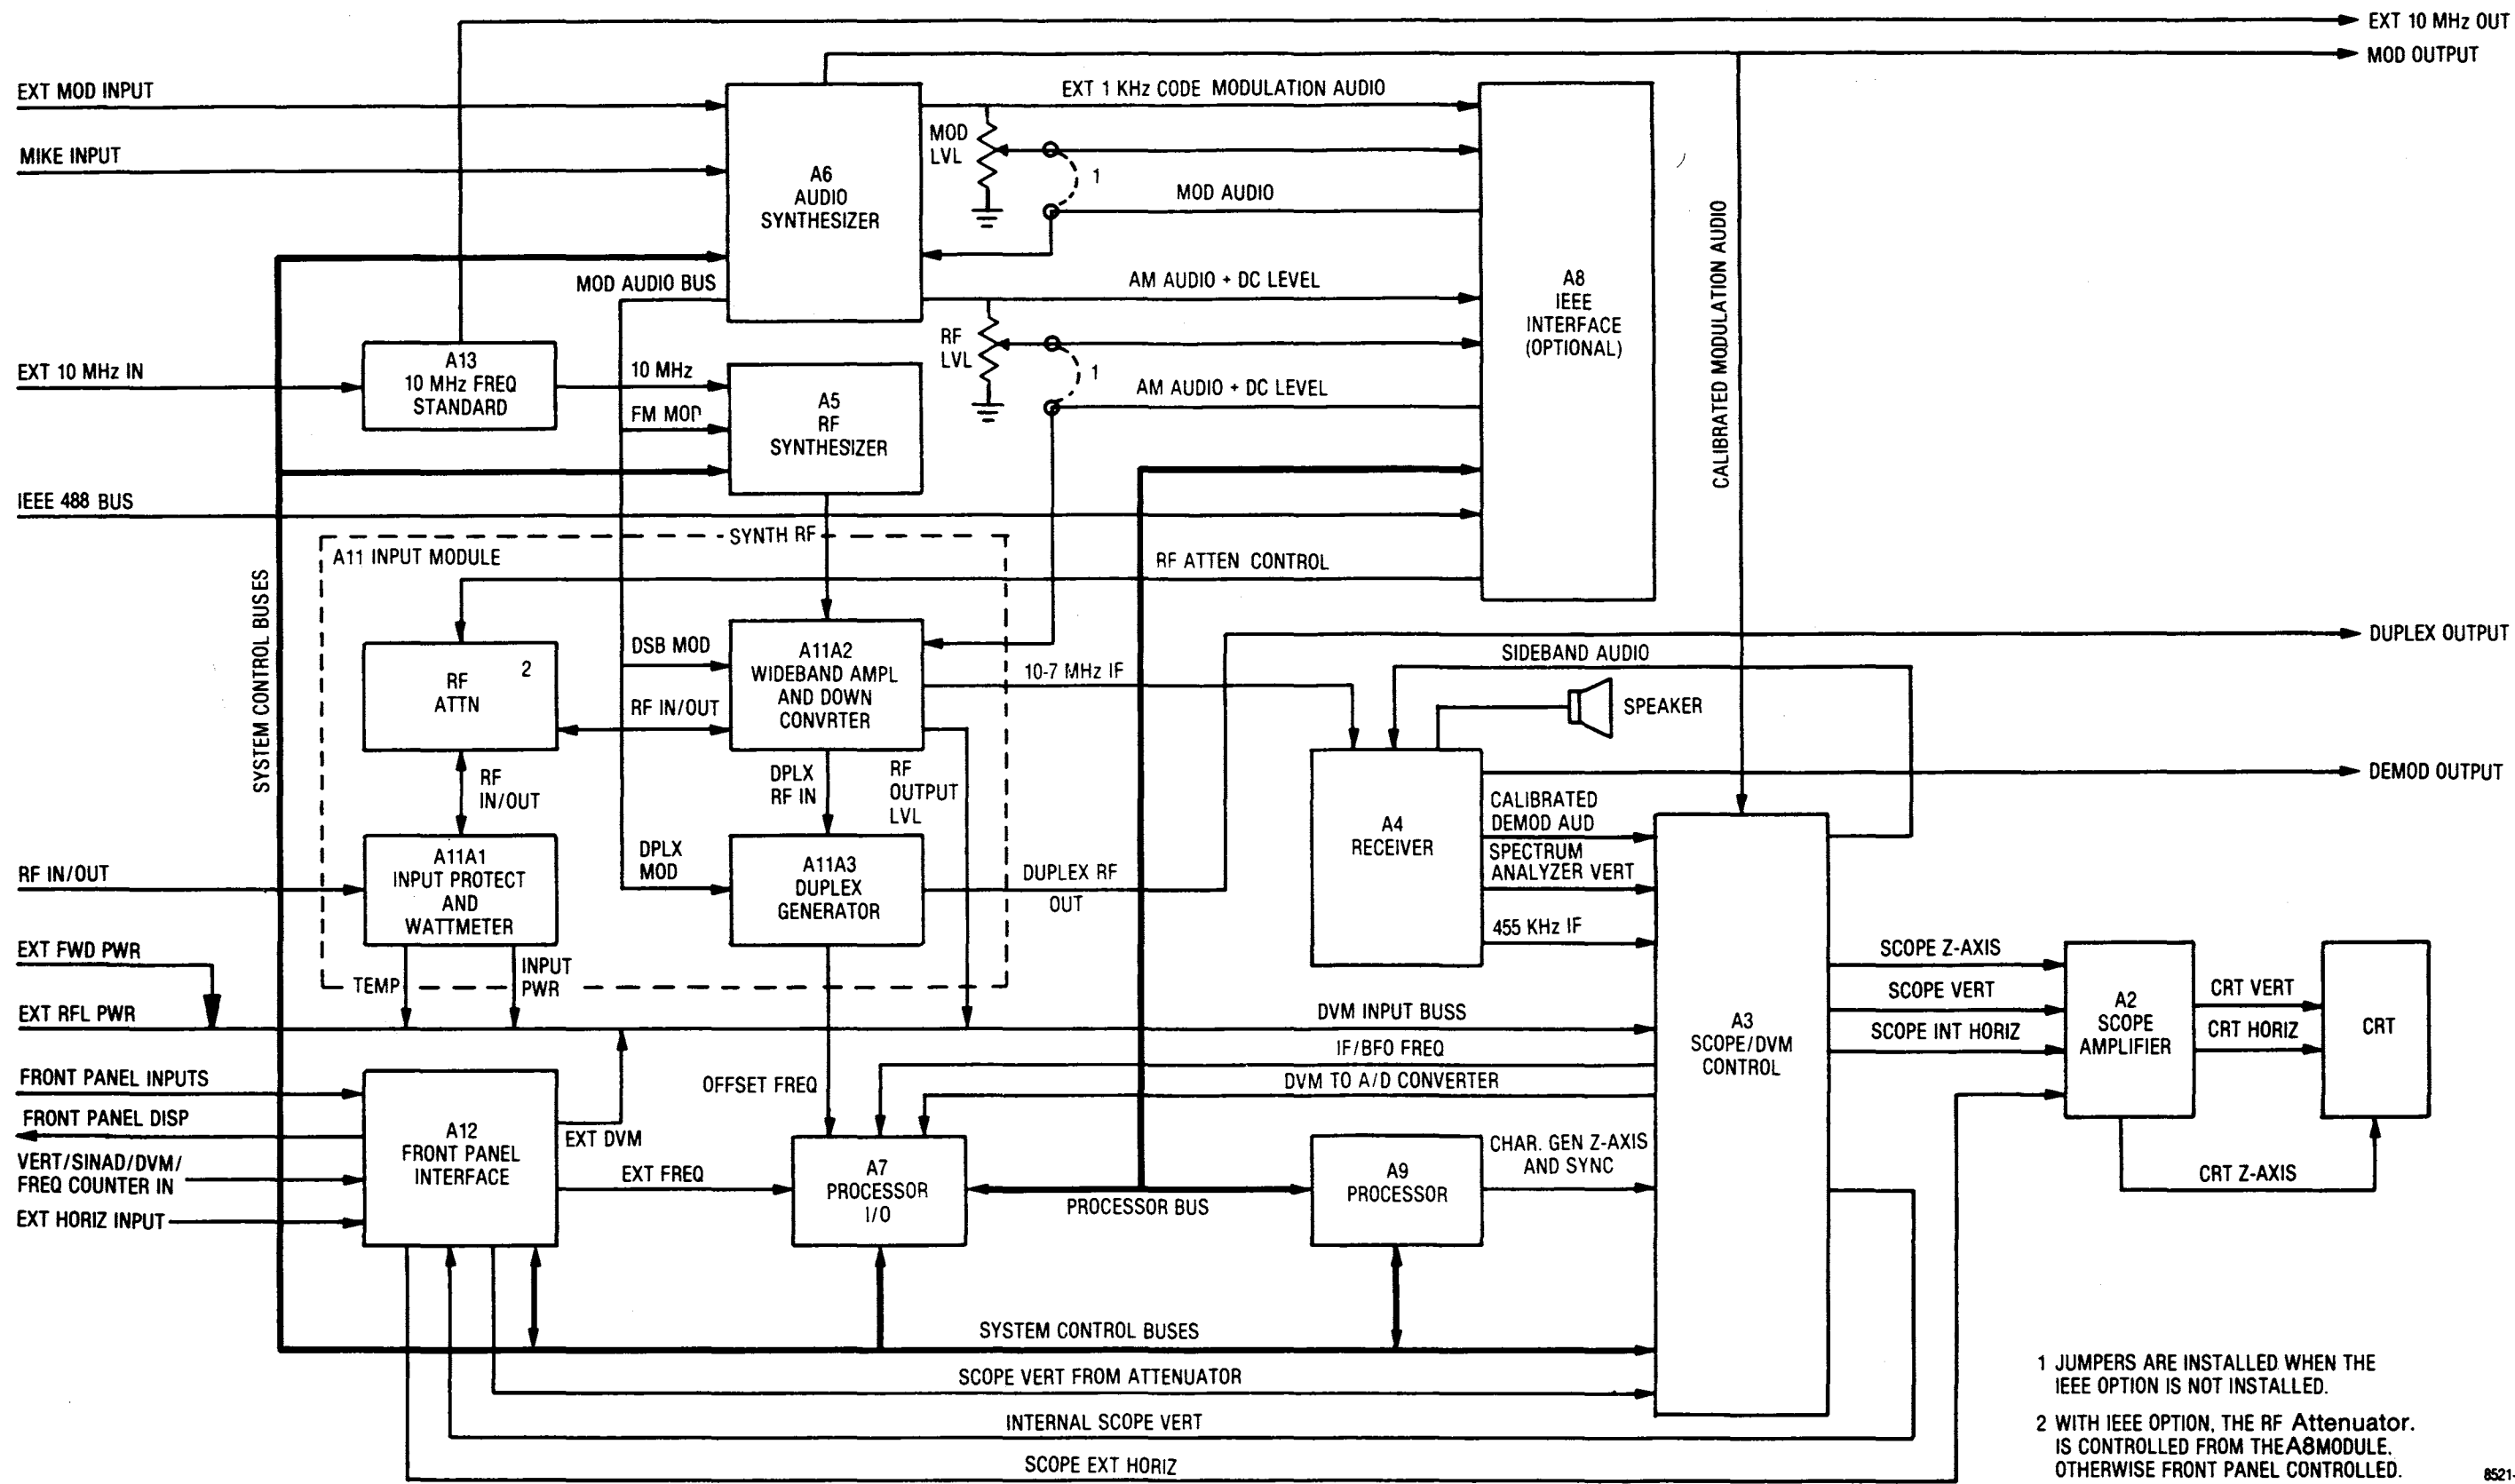 EXT 10 MHz OUT
MOD OUTPUT
EXT MOD INPUT
MIKE INPUT
A6
AUDIO
SYNTHESIZER
EXT 1 KHz CODE MODULATION AUDIO
MOD
LVL
1
MOD AUDIO
MOD AUDIO BUS
AM AUDIO + DC LEVEL
RF
LVL
1
AM AUDIO + DC LEVEL
A8
IEEE
INTERFACE
(OPTIONAL)
CALIBRATED MODULATION AUDIO
EXT 10 MHz IN
A13
10 MHz FREQ
STANDARD
10 MHz
FM MOD
A5
RF
SYNTHESIZER
IEEE 488 BUS
SYNTH RF
A11 INPUT MODULE
RF ATTEN CONTROL
SYSTEM CONTROL BUSES
RF
ATTN
2
DSB MOD
RF IN/OUT
A11A2
WIDEBAND AMPL
AND DOWN
CONVRTER
10-7 MHz IF
DUPLEX OUTPUT
SIDEBAND AUDIO
SPEAKER
RF
IN/OUT
DPLX
RF IN
RF
OUTPUT
LVL
DEMOD OUTPUT
A4
RECEIVER
CALIBRATED
DEMOD AUD
SPECTRUM
ANALYZER VERT
455 KHz IF
RF IN/OUT
A11A1
INPUT PROTECT
AND
WATTMETER
DPLX
MOD
A11A3
DUPLEX
GENERATOR
DUPLEX RF
OUT
EXT FWD PWR
TEMP
INPUT
PWR
EXT RFL PWR
DVM INPUT BUSS
IF/BFO FREQ
DVM TO A/D CONVERTER
OFFSET FREQ
A3
SCOPE/DVM
CONTROL
SCOPE Z-AXIS
SCOPE VERT
SCOPE INT HORIZ
A2
SCOPE
AMPLIFIER
CRT VERT
CRT HORIZ
CRT
CRT Z-AXIS
FRONT PANEL INPUTS
FRONT PANEL DISP
VERT/SINAD/DVM/
FREQ COUNTER IN
EXT HORIZ INPUT
A12
FRONT PANEL
INTERFACE
EXT DVM
EXT FREQ
A7
PROCESSOR
I/O
PROCESSOR BUS
A9
PROCESSOR
CHAR. GEN Z-AXIS
AND SYNC
SYSTEM CONTROL BUSES
SCOPE VERT FROM ATTENUATOR
INTERNAL SCOPE VERT
SCOPE EXT HORIZ
1 JUMPERS ARE INSTALLED WHEN THE
IEEE OPTION IS NOT INSTALLED.
2 WITH IEEE OPTION, THE RF Attenuator.
IS CONTROLLED FROM THE A8 MODULE.
OTHERWISE FRONT PANEL CONTROLLED.
8521-